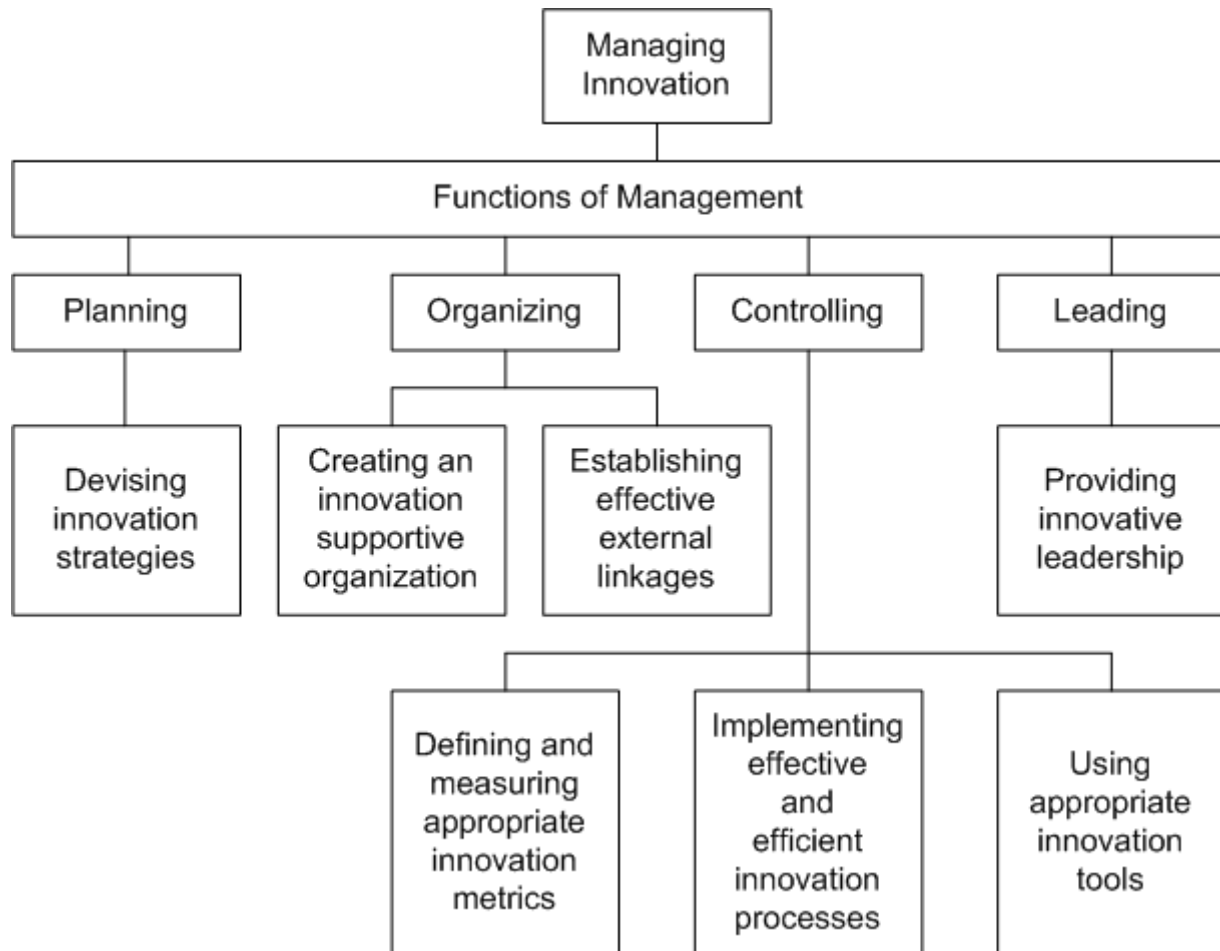 Managing
Innovation
Functions of Management
Planning
Organizing
Controlling
Leading
Devising
innovation
strategies
Creating an
innovation
supportive
organization
Establishing
effective
external
linkages
Providing
innovative
leadership
Defining and
measuring
appropriate
innovation
metrics
Implementing
effective
and
efficient
innovation
processes
Using
appropriate
innovation
tools